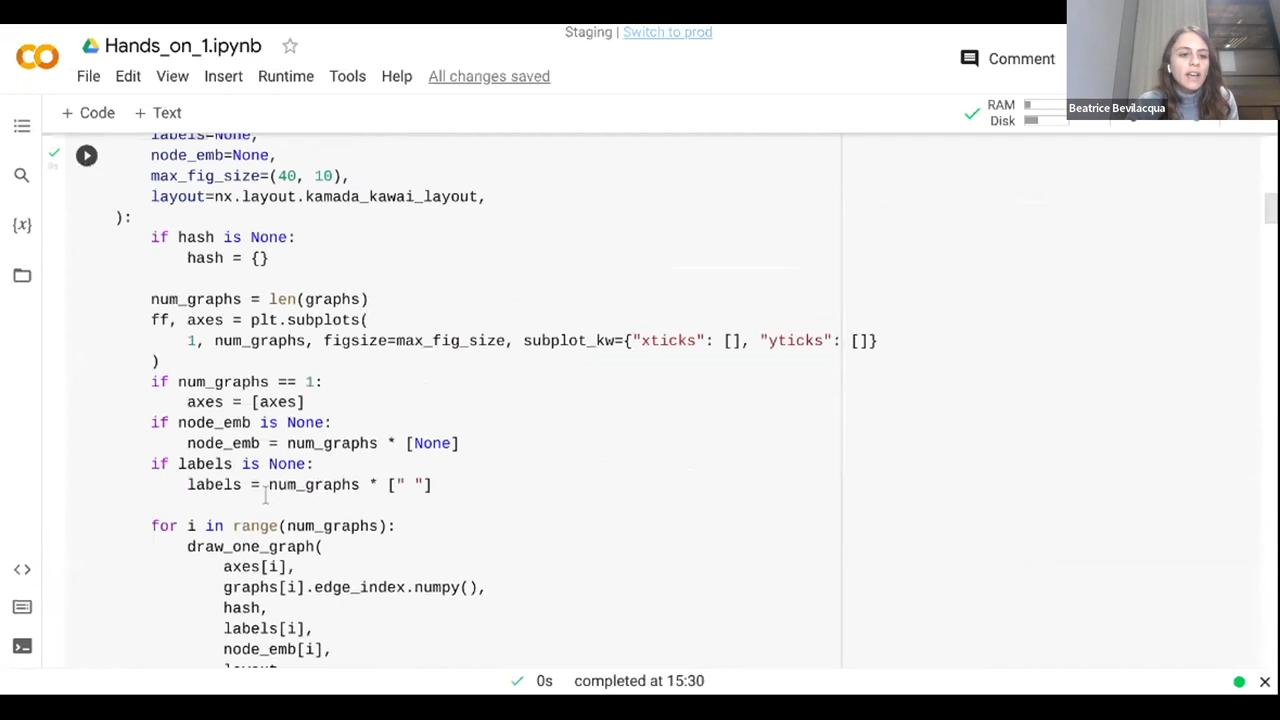 Hands_on_1.ipynb
Staging | Switch to prod
File Edit View Insert Runtime Tools Help All changes saved
Comment
Beatrice Bevilacqua
+ Code + Text
RAM
Disk
labels=None,
node_emb=None,
max_fig_size=(40, 10),
layout=nx.layout.kamada_kawai_layout,
):
if hash is None:
hash = {}
num_graphs = len(graphs)
ff, axes = plt.subplots(
1, num_graphs, figsize=max_fig_size, subplot_kw={"xticks": [], "yticks": []}
)
if num_graphs == 1:
axes = [axes]
if node_emb is None:
node_emb = num_graphs * [None]
if labels is None:
labels = num_graphs * [" "]
for i in range(num_graphs):
draw_one_graph(
axes[i],
graphs[i].edge_index.numpy(),
hash,
labels[i],
node_emb[i],
0s completed at 15:30